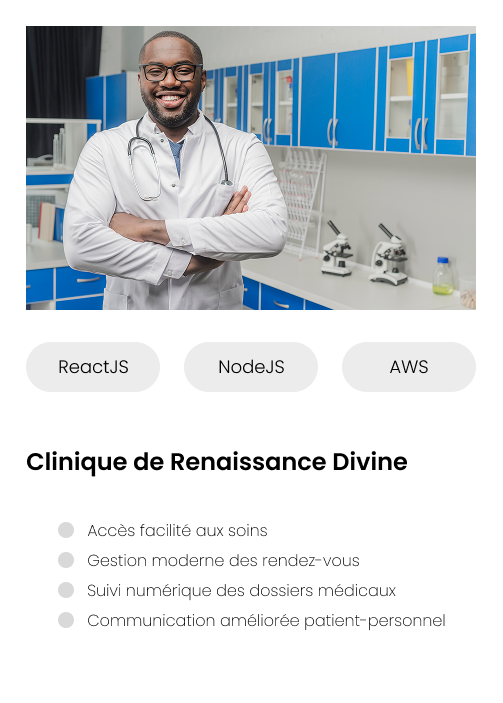 ReactJS
NodeJS
AWS
Clinique de Renaissance Divine
Accès facilité aux soins
Gestion moderne des rendez-vous
Suivi numérique des dossiers médicaux
Communication améliorée patient-personnel